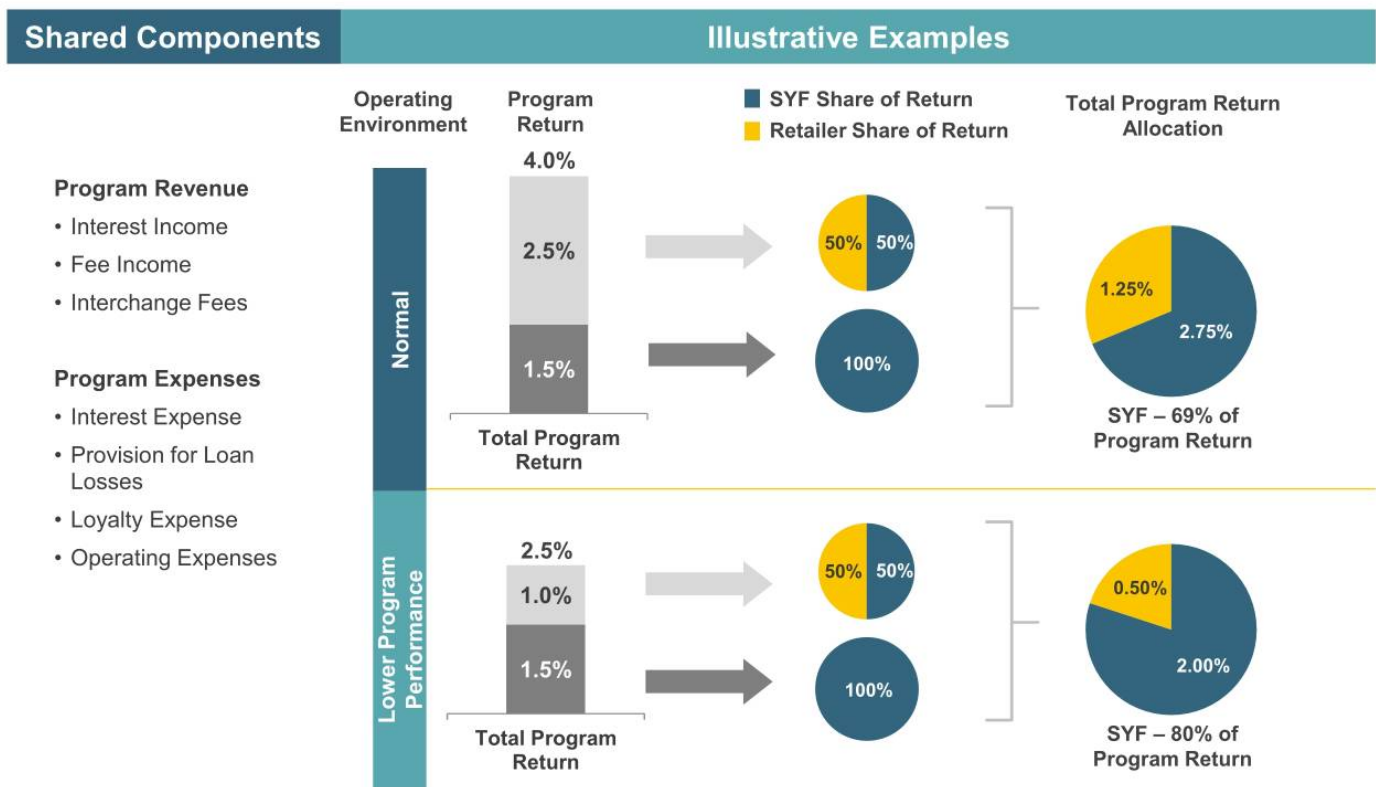 Shared Components
Illustrative Examples
Program Revenue
• Interest Income
• Fee Income
• Interchange Fees
Program Expenses
• Interest Expense
• Provision for Loan
Losses
• Loyalty Expense
• Operating Expenses
Operating
Environment
Program
Return
SYF Share of Return
Retailer Share of Return
Total Program Return
Allocation
Normal
4.0%
2.5%
1.5%
Total Program
Return
50%
50%
100%
1.25%
2.75%
SYF – 69% of
Program Return
Lower Program
Performance
2.5%
1.0%
1.5%
Total Program
Return
50%
50%
100%
0.50%
2.00%
SYF – 80% of
Program Return